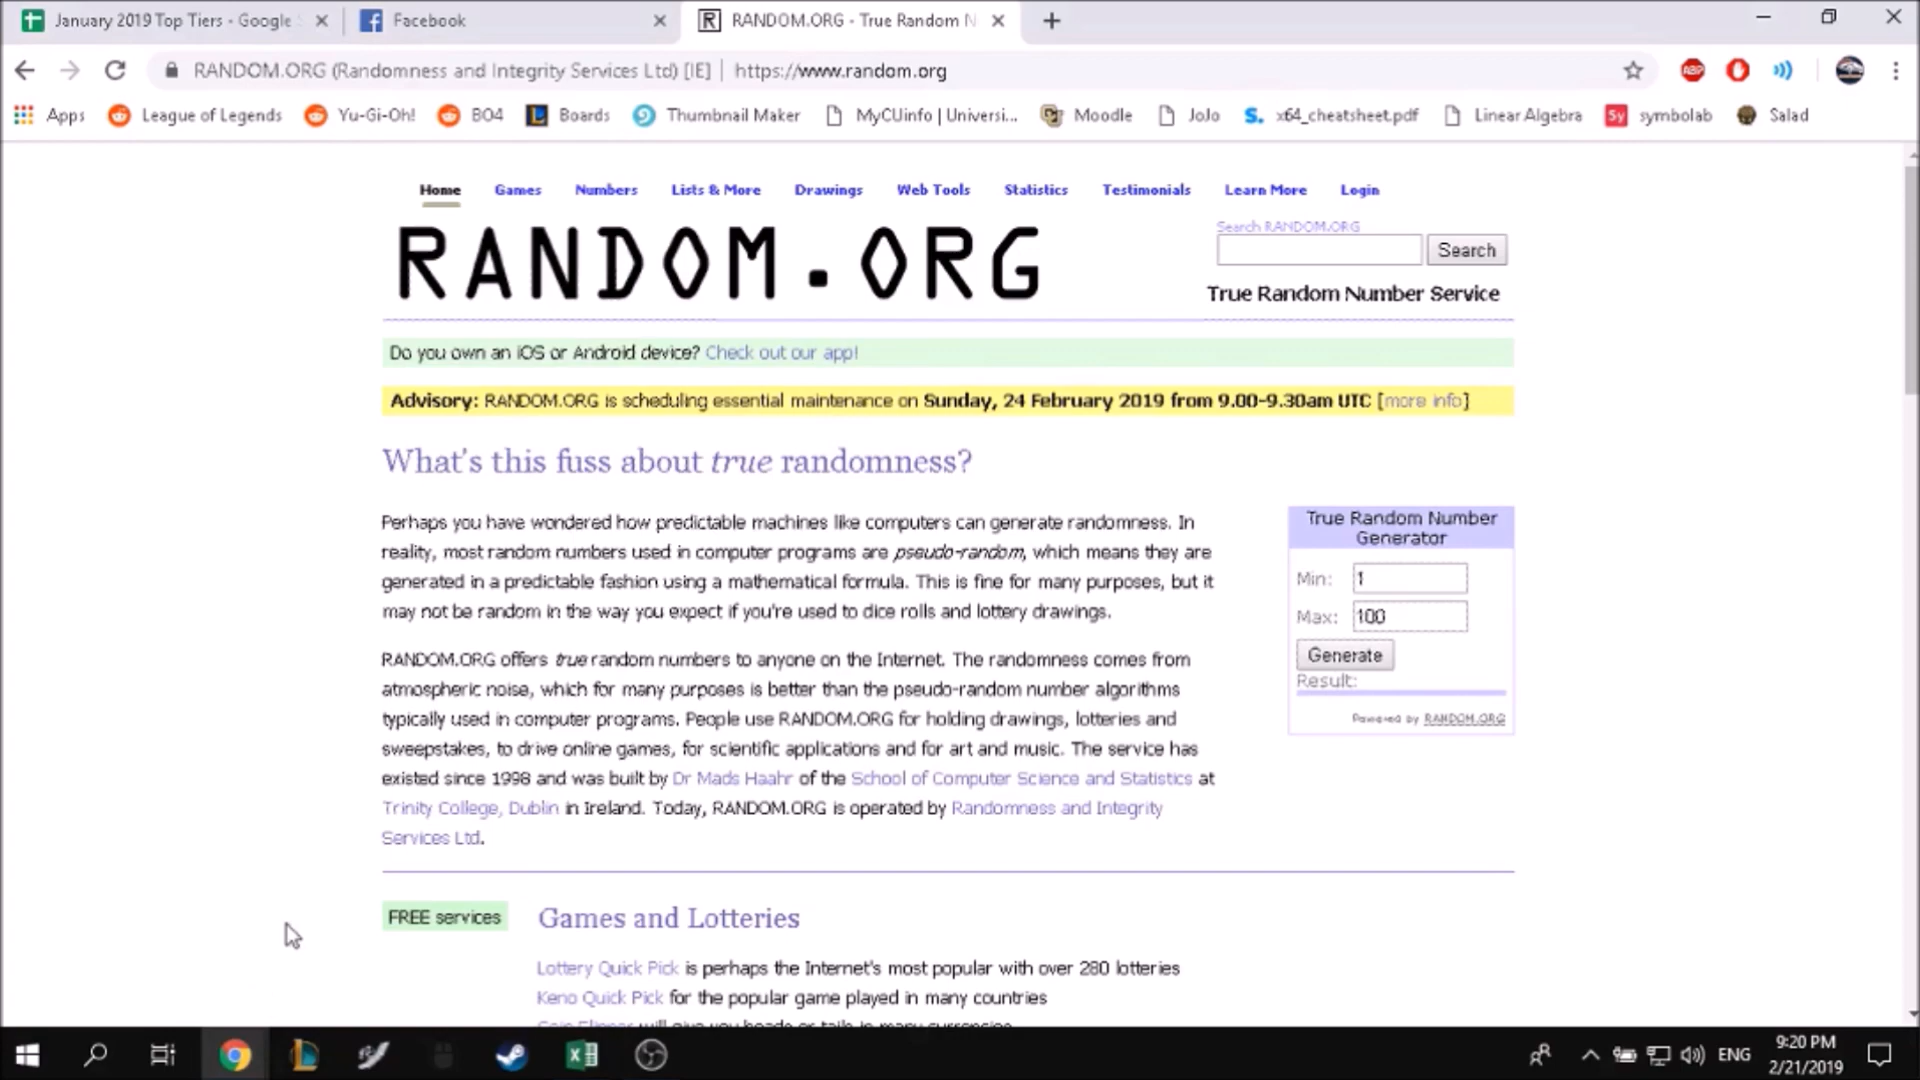 January 2019 Top Tiers - Google
Facebook
RANDOM.ORG - True Random N
RANDOM.ORG (Randomness and Integrity Services Ltd) [IE] | https://www.random.org
Apps League of Legends Yu-Gi-Oh! BO4 Boards Thumbnail Maker MyCUinfo | Universi... Moodle JoJo x64_cheatsheet.pdf Linear Algebra symbolab Salad
Home Games Numbers Lists & More Drawings Web Tools Statistics Testimonials Learn More Login
RANDOM.ORG
Search RANDOM.ORG
Search
True Random Number Service
Do you own an iOS or Android device? Check out our app!
Advisory: RANDOM.ORG is scheduling essential maintenance on Sunday, 24 February 2019 from 9.00-9.30am UTC [more info]
What's this fuss about true randomness?
Perhaps you have wondered how predictable machines like computers can generate randomness. In
reality, most random numbers used in computer programs are pseudo-random, which means they are
generated in a predictable fashion using a mathematical formula. This is fine for many purposes, but it
may not be random in the way you expect if you're used to dice rolls and lottery drawings.
RANDOM.ORG offers true random numbers to anyone on the Internet. The randomness comes from
atmospheric noise, which for many purposes is better than the pseudo-random number algorithms
typically used in computer programs. People use RANDOM.ORG for holding drawings, lotteries and
sweepstakes, to drive online games, for scientific applications and for art and music. The service has
existed since 1998 and was built by Dr Mads Haahr of the School of Computer Science and Statistics at
Trinity College, Dublin in Ireland. Today, RANDOM.ORG is operated by Randomness and Integrity
Services Ltd.
True Random Number
Generator
Min: 1
Max: 100
Generate
Result:
Powered by RANDOM.ORG
FREE services
Games and Lotteries
Lottery Quick Pick is perhaps the Internet's most popular with over 280 lotteries
Keno Quick Pick for the popular game played in many countries
Coin Flipper will give you heads or tails in many currencies
ENG
9:20 PM
2/21/2019